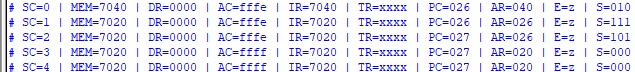 # SC=0 | MEM=7040 | DR=0000 | AC=fffe | IR=7040 | TR=xxxx | PC=026 | AR=040 | E=z | S=010
# SC=1 | MEM=7020 | DR=0000 | AC=fffe | IR=7040 | TR=xxxx | PC=026 | AR=026 | E=z | S=111
# SC=2 | MEM=7020 | DR=0000 | AC=fffe | IR=7020 | TR=xxxx | PC=027 | AR=026 | E=z | S=101
# SC=3 | MEM=7020 | DR=0000 | AC=ffff | IR=7020 | TR=xxxx | PC=027 | AR=020 | E=z | S=000
# SC=4 | MEM=7020 | DR=0000 | AC=ffff | IR=7020 | TR=xxxx | PC=027 | AR=020 | E=z | S=000